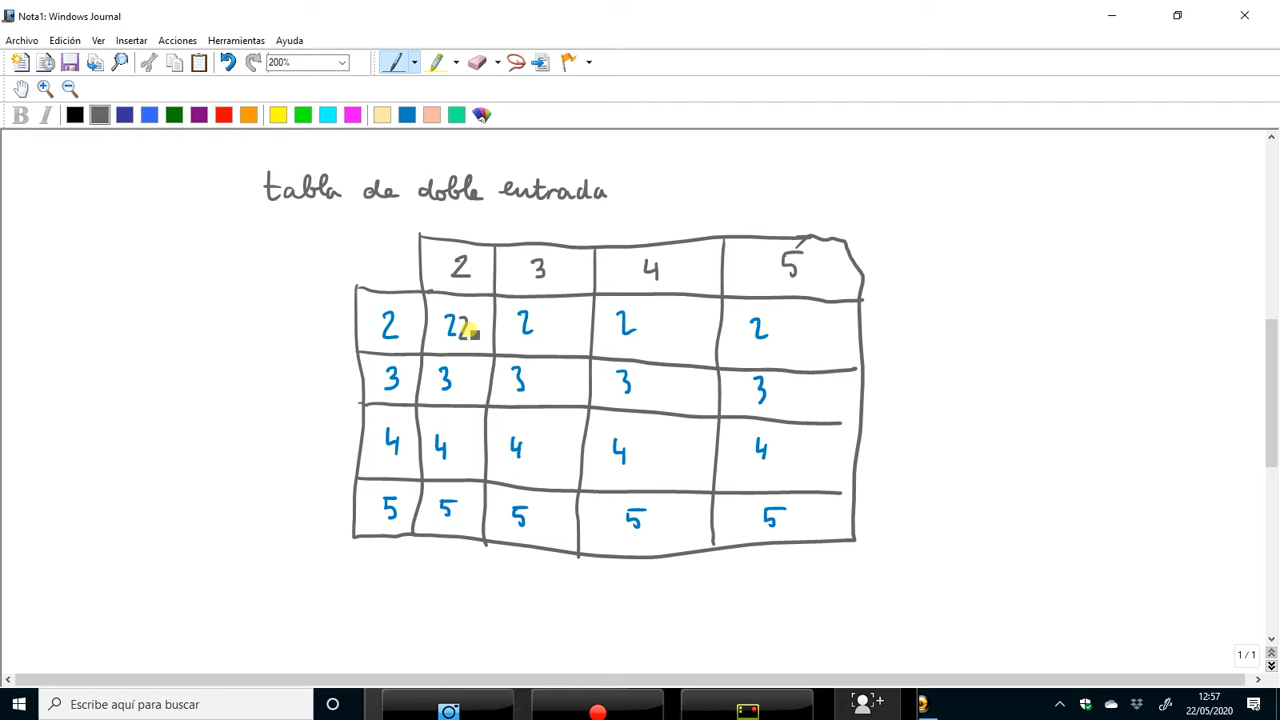 Nota1: Windows Journal
Archivo Edición Ver Insertar Acciones Herramientas Ayuda
200%
B I
tabla de doble entrada
2 3 4 5
2 22 2 2 2
3 3 3 3 3
4 4 4 4 4
5 5 5 5 5
1 / 1
Escribe aquí para buscar
12:57
22/05/2020